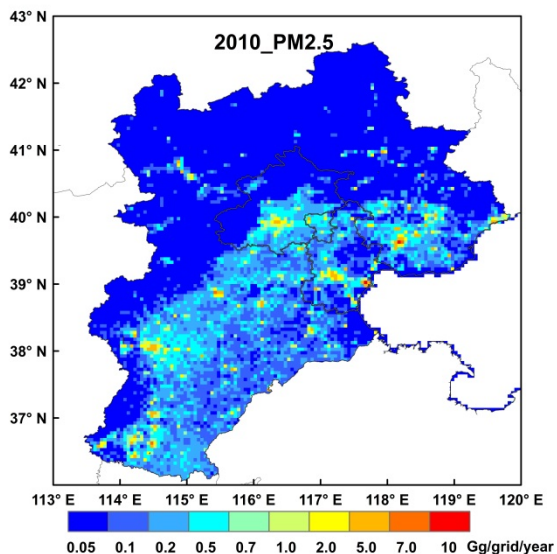 2010_PM2.5
43° N
42° N
41° N
40° N
39° N
38° N
37° N
113° E 114° E 115° E 116° E 117° E 118° E 119° E 120° E
0.05 0.1 0.2 0.5 0.7 1.0 2.0 5.0 7.0 10 Gg/grid/year